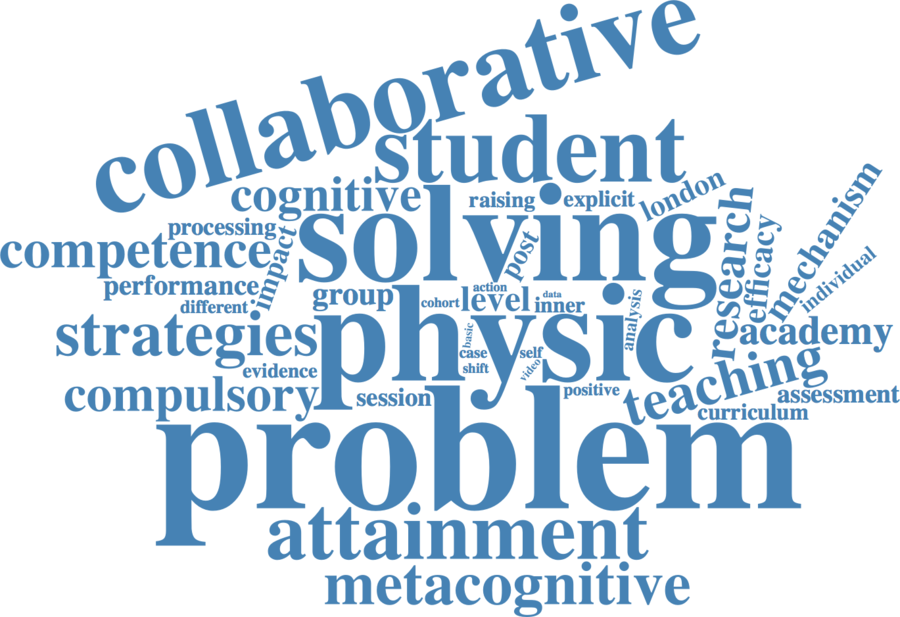 collaborative
student
cognitive
raising
explicit
london
solving
processing
competence
impact
post
research
efficacy
mechanism
individual
performance
different
group
cohort
action
level
data
inner
analysis
strategies
physic
basic
case
self
shift
video
academy
evidence
teaching
compulsory
session
positive
assessment
curriculum
problem
attainment
metacognitive